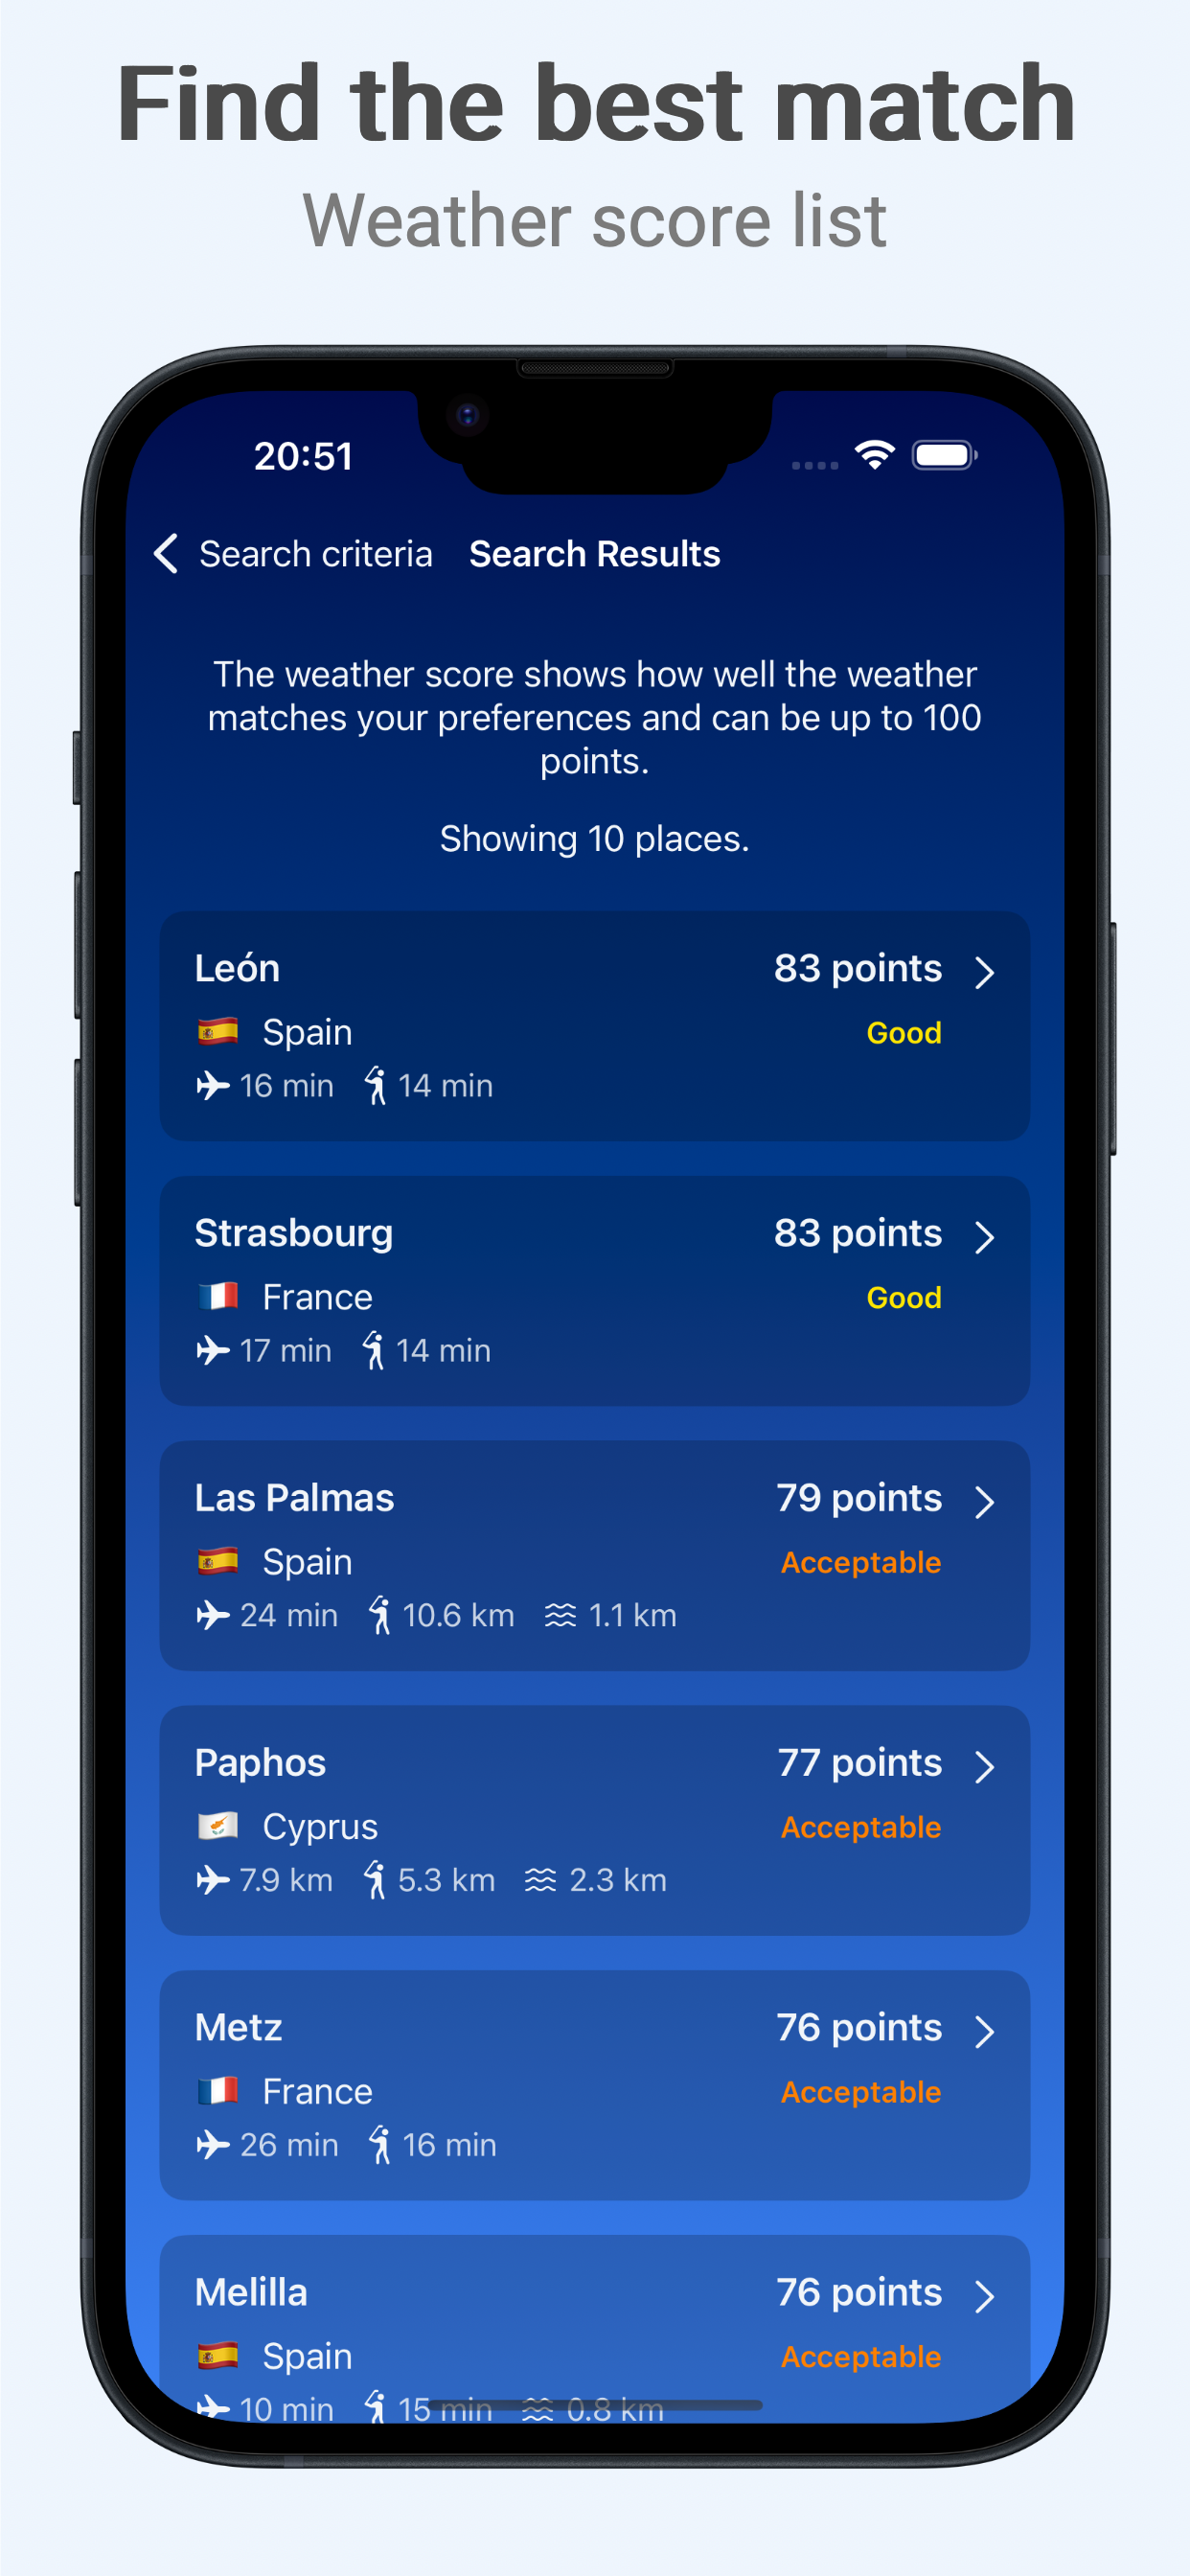 Find the best match
Weather score list
20:51
Search criteria Search Results
The weather score shows how well the weather
matches your preferences and can be up to 100
points.
Showing 10 places.
León 83 points
Spain Good
16 min 14 min
Strasbourg 83 points
France Good
17 min 14 min
Las Palmas 79 points
Spain Acceptable
24 min 10.6 km 1.1 km
Paphos 77 points
Cyprus Acceptable
7.9 km 5.3 km 2.3 km
Metz 76 points
France Acceptable
26 min 16 min
Melilla 76 points
Spain Acceptable
10 min 15 min 0.8 km